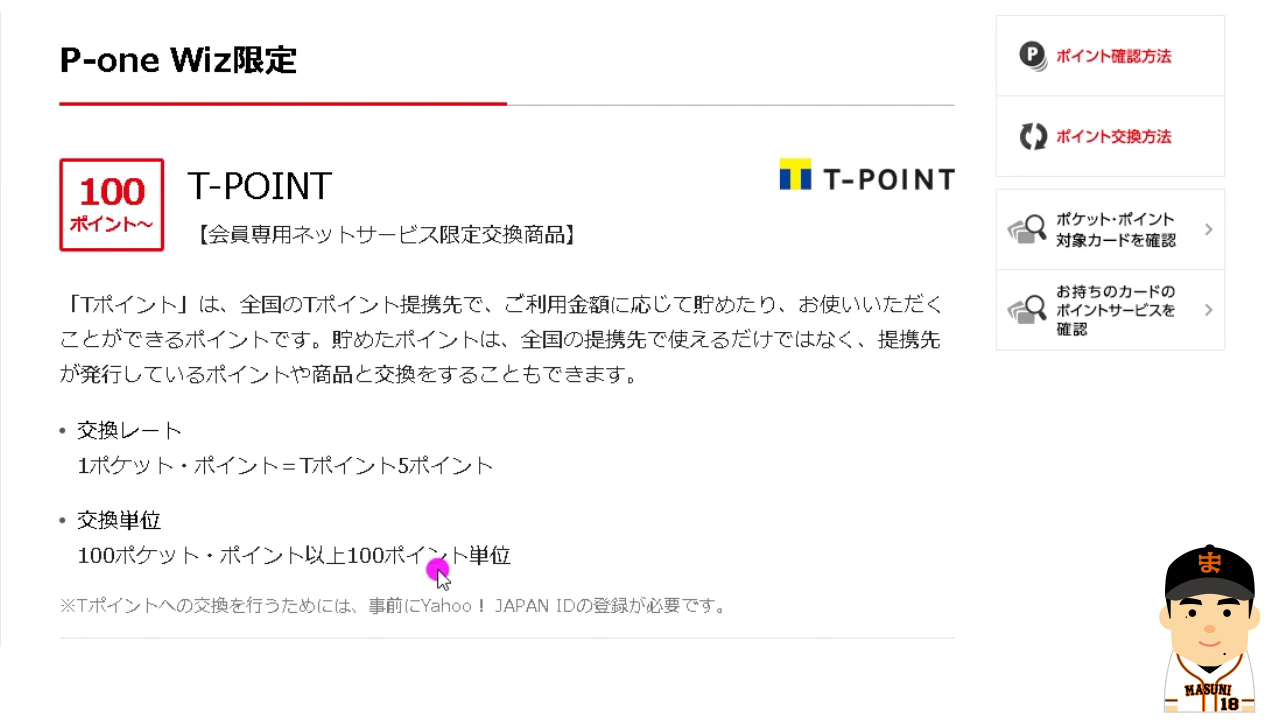 P-one Wiz限定
100
ポイント～
T-POINT
【会員専用ネットサービス限定交換商品】
T-POINT
「Tポイント」は、全国のTポイント提携先で、ご利用金額に応じて貯めたり、お使いいただく
ことができるポイントです。貯めたポイントは、全国の提携先で使えるだけではなく、提携先
が発行しているポイントや商品と交換をすることもできます。
• 交換レート
1ポケット・ポイント＝Tポイント5ポイント
• 交換単位
100ポケット・ポイント以上100ポイント単位
※Tポイントへの交換を行うためには、事前にYahoo！ JAPAN IDの登録が必要です。
P ポイント確認方法
ポイント交換方法
ポケット・ポイント
対象カードを確認
お持ちのカードの
ポイントサービスを
確認
ま
MASUNI
18